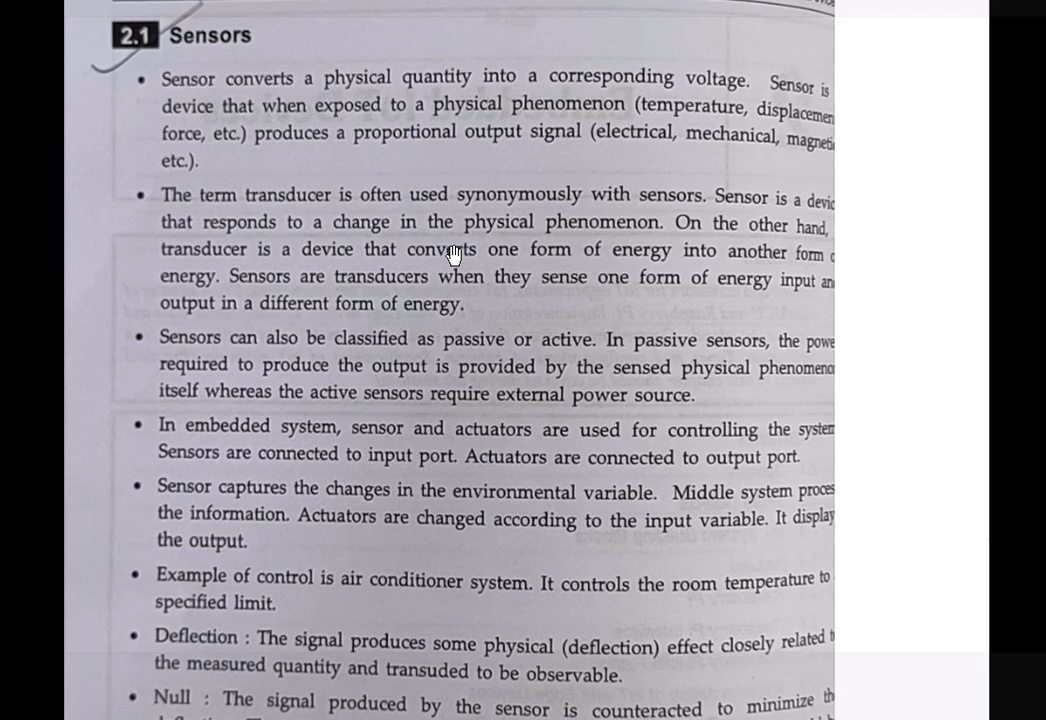 2.1 Sensors
• Sensor converts a physical quantity into a corresponding voltage. Sensor is
device that when exposed to a physical phenomenon (temperature, displacemen
force, etc.) produces a proportional output signal (electrical, mechanical, magneti
etc.).
• The term transducer is often used synonymously with sensors. Sensor is a devic
that responds to a change in the physical phenomenon. On the other hand,
transducer is a device that converts one form of energy into another form o
energy. Sensors are transducers when they sense one form of energy input an
output in a different form of energy.
• Sensors can also be classified as passive or active. In passive sensors, the powe
required to produce the output is provided by the sensed physical phenomeno
itself whereas the active sensors require external power source.
• In embedded system, sensor and actuators are used for controlling the system
Sensors are connected to input port. Actuators are connected to output port.
• Sensor captures the changes in the environmental variable. Middle system proces
the information. Actuators are changed according to the input variable. It display
the output.
• Example of control is air conditioner system. It controls the room temperature to
specified limit.
• Deflection : The signal produces some physical (deflection) effect closely related t
the measured quantity and transuded to be observable.
• Null : The signal produced by the sensor is counteracted to minimize th